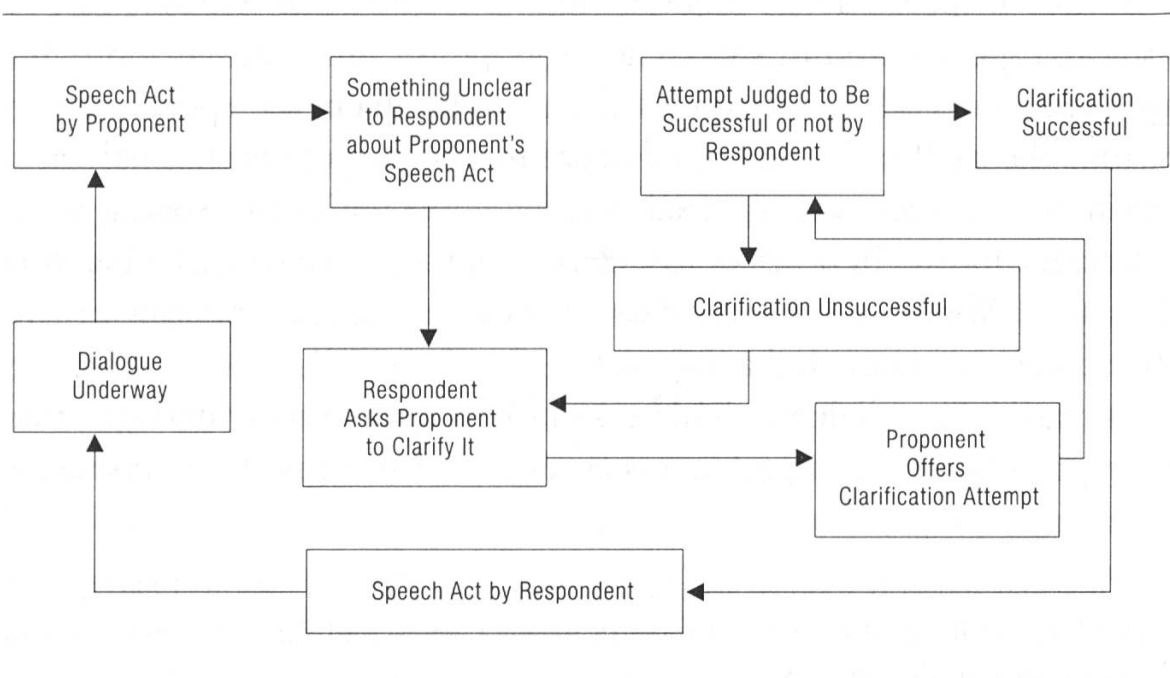 Speech Act
by Proponent
Something Unclear
to Respondent
about Proponent's
Speech Act
Attempt Judged to Be
Successful or not by
Respondent
Clarification
Successful
Clarification Unsuccessful
Dialogue
Underway
Respondent
Asks Proponent
to Clarify It
Proponent
Offers
Clarification Attempt
Speech Act by Respondent